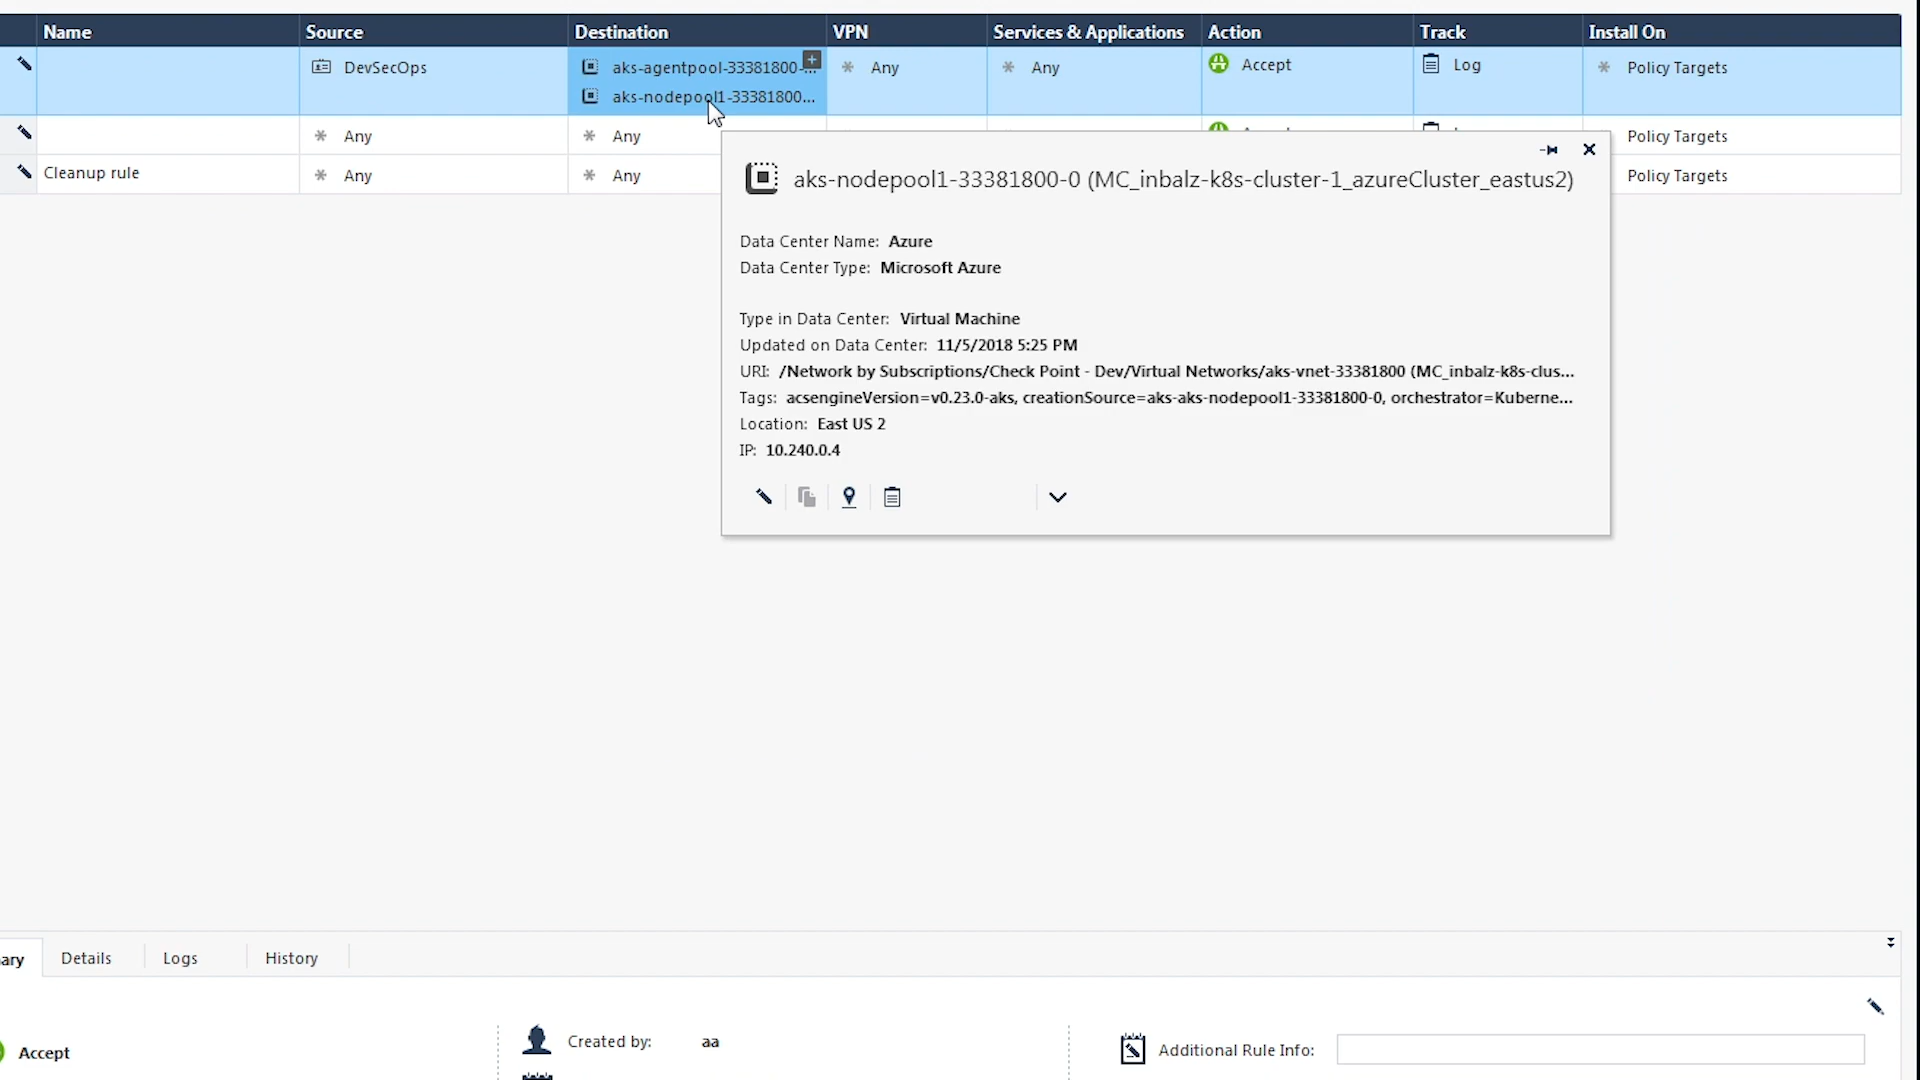 Name Source Destination VPN Services & Applications Action Track Install On
DevSecOps aks-agentpool-33381800-... Any Any Accept Log Policy Targets
aks-nodepool1-33381800...
Any Any Policy Targets
Cleanup rule Any Any Policy Targets
aks-nodepool1-33381800-0 (MC_inbalz-k8s-cluster-1_azureCluster_eastus2)
Data Center Name: Azure
Data Center Type: Microsoft Azure
Type in Data Center: Virtual Machine
Updated on Data Center: 11/5/2018 5:25 PM
URI: /Network by Subscriptions/Check Point - Dev/Virtual Networks/aks-vnet-33381800 (MC_inbalz-k8s-clus...
Tags: acsengineVersion=v0.23.0-aks, creationSource=aks-aks-nodepool1-33381800-0, orchestrator=Kuberne...
Location: East US 2
IP: 10.240.0.4
ary Details Logs History
Accept
Created by: aa
Additional Rule Info: